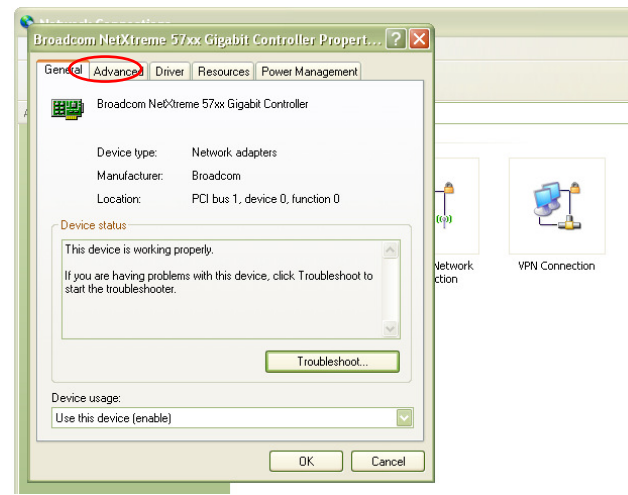 Network Connections
Broadcom NetXtreme 57xx Gigabit Controller Propert...
General Advanced Driver Resources Power Management
Broadcom NetXtreme 57xx Gigabit Controller
Device type: Network adapters
Manufacturer: Broadcom
Location: PCI bus 1, device 0, function 0
Device status
This device is working properly.
If you are having problems with this device, click Troubleshoot to
start the troubleshooter.
Troubleshoot...
Device usage:
Use this device (enable)
OK Cancel
Network
ction
VPN Connection